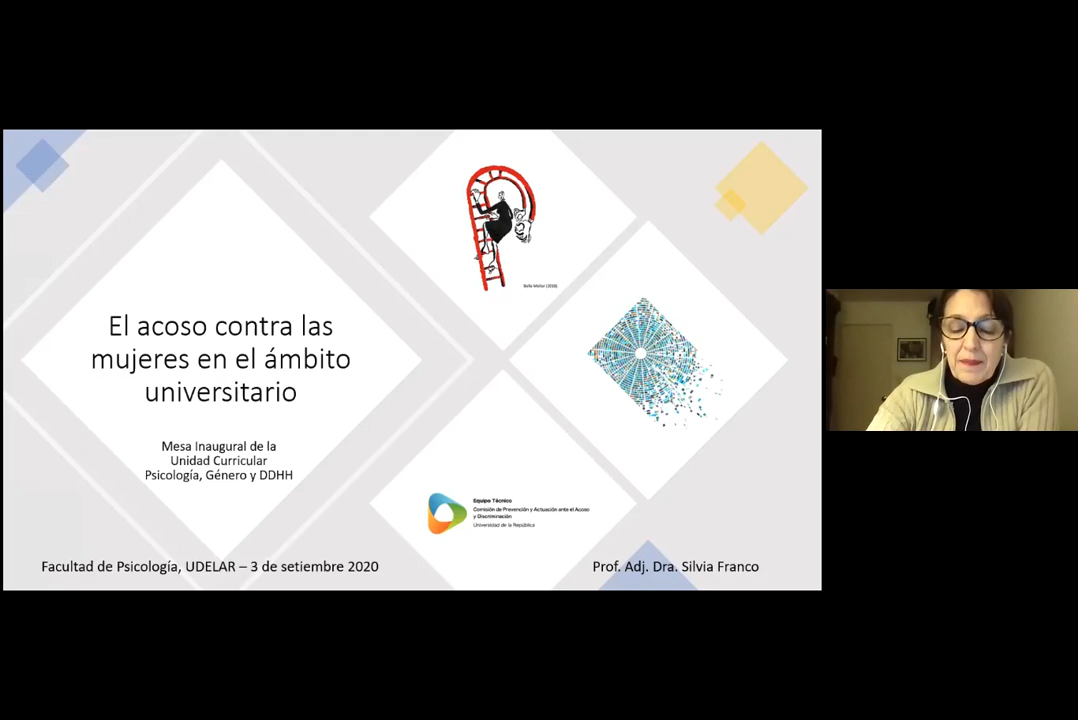 El acoso contra las
mujeres en el ámbito
universitario
Mesa Inaugural de la
Unidad Curricular
Psicología, Género y DDHH
Equipo Técnico
Comisión de Prevención y Actuación ante el Acoso
y Discriminación
Universidad de la República
Facultad de Psicología, UDELAR – 3 de setiembre 2020
Prof. Adj. Dra. Silvia Franco